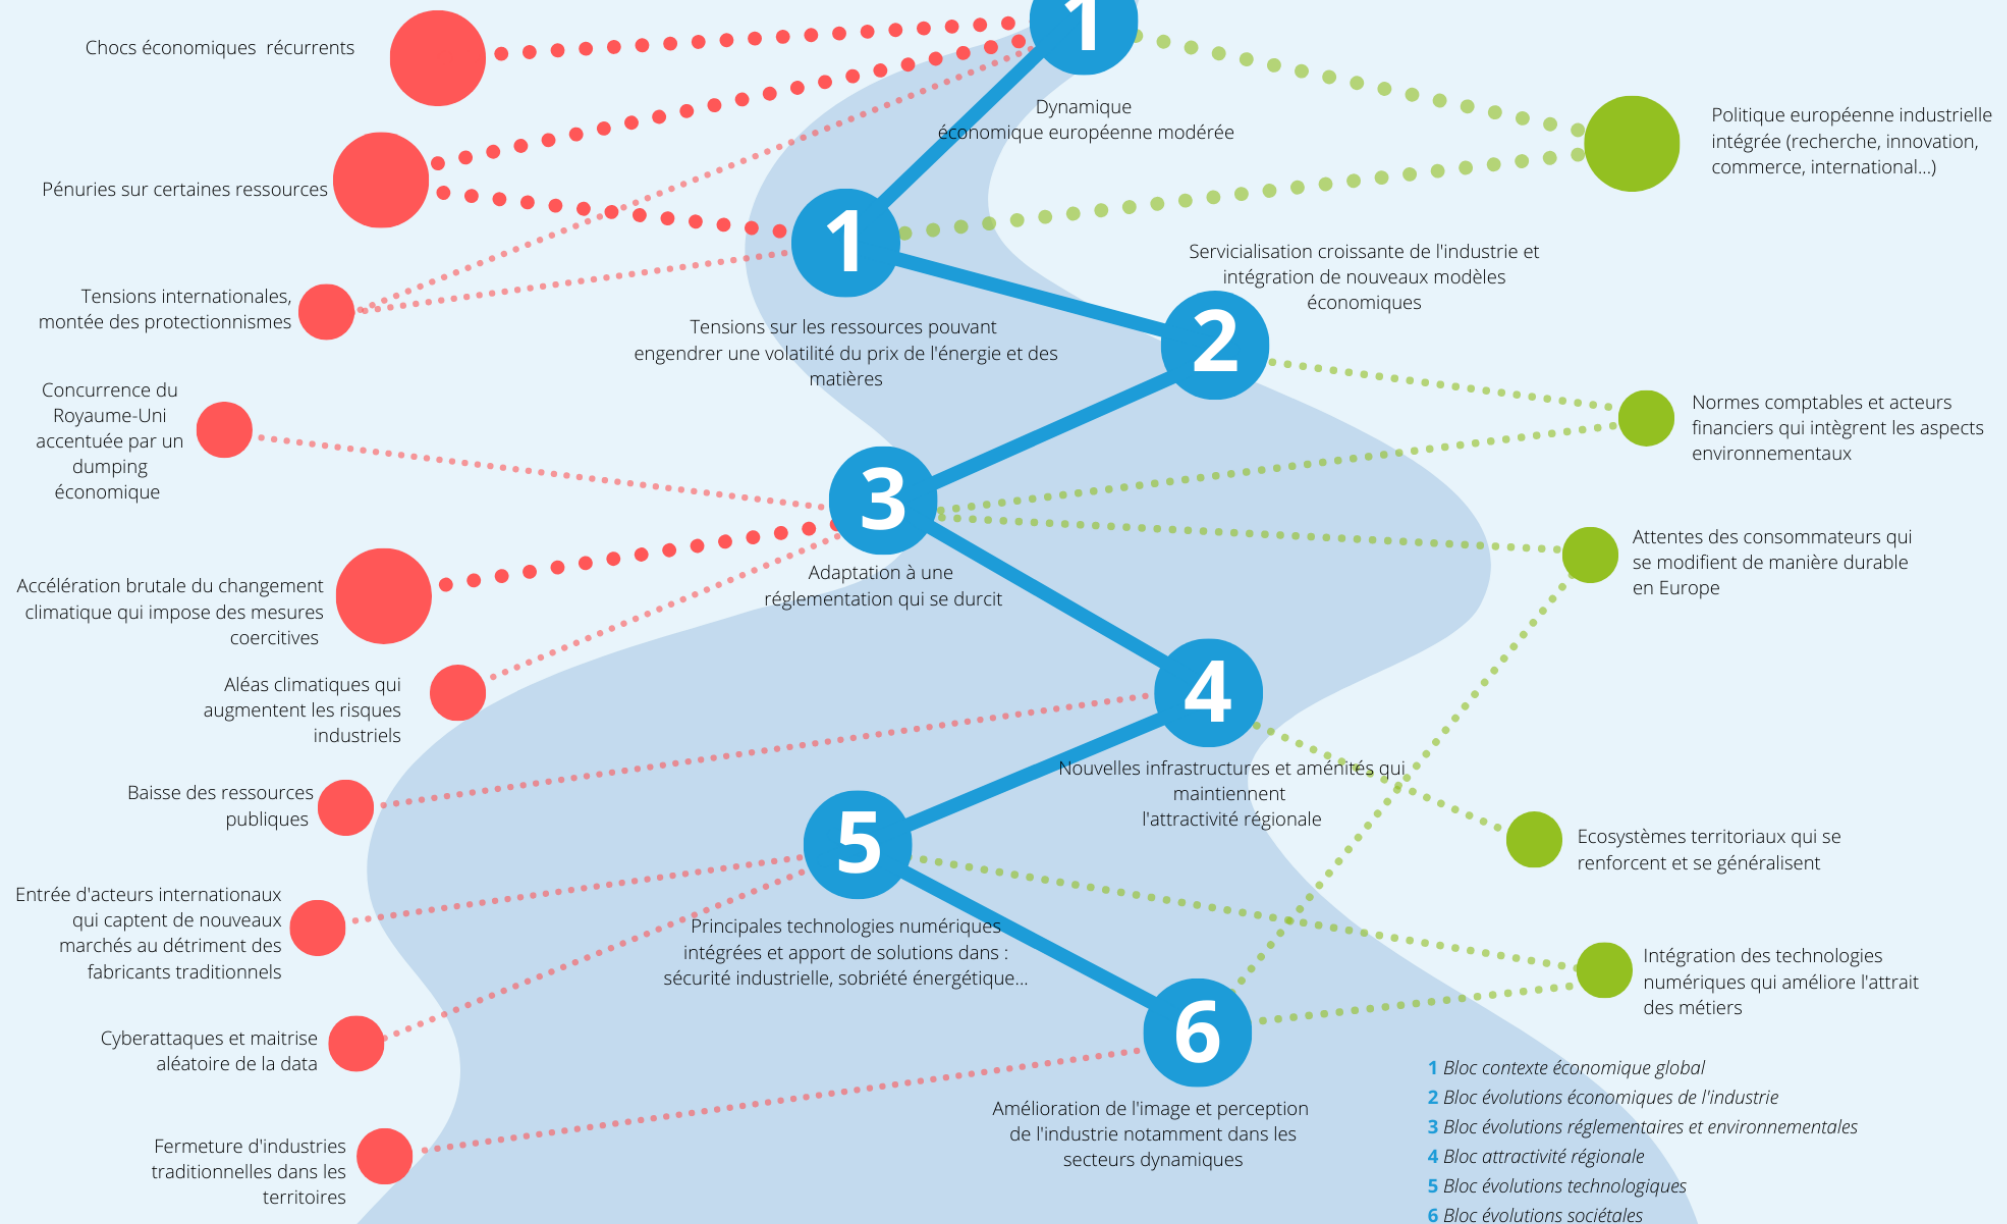 1
Chocs économiques récurrents
Dynamique
économique européenne modérée
Politique européenne industrielle
intégrée (recherche, innovation,
commerce, international...)
Pénuries sur certaines ressources
1
Servicialisation croissante de l'industrie et
intégration de nouveaux modèles
économiques
Tensions internationales,
montée des protectionnismes
Tensions sur les ressources pouvant
engendrer une volatilité du prix de l'énergie et des
matières
2
Concurrence du
Royaume-Uni
accentuée par un
dumping
économique
Normes comptables et acteurs
financiers qui intègrent les aspects
environnementaux
3
Attentes des consommateurs qui
se modifient de manière durable
en Europe
Adaptation à une
réglementation qui se durcit
Accélération brutale du changement
climatique qui impose des mesures
coercitives
Aléas climatiques qui
augmentent les risques
industriels
4
Nouvelles infrastructures et aménités qui
maintiennent
l'attractivité régionale
Baisse des ressources
publiques
5
Ecosystèmes territoriaux qui se
renforcent et se généralisent
Entrée d'acteurs internationaux
qui captent de nouveaux
marchés au détriment des
fabricants traditionnels
Principales technologies numériques
intégrées et apport de solutions dans :
sécurité industrielle, sobriété énergétique...
Intégration des technologies
numériques qui améliore l'attrait
des métiers
Cyberattaques et maitrise
aléatoire de la data
6
Amélioration de l'image et perception
de l'industrie notamment dans les
secteurs dynamiques
Fermeture d'industries
traditionnelles dans les
territoires
1 Bloc contexte économique global
2 Bloc évolutions économiques de l'industrie
3 Bloc évolutions réglementaires et environnementales
4 Bloc attractivité régionale
5 Bloc évolutions technologiques
6 Bloc évolutions sociétales